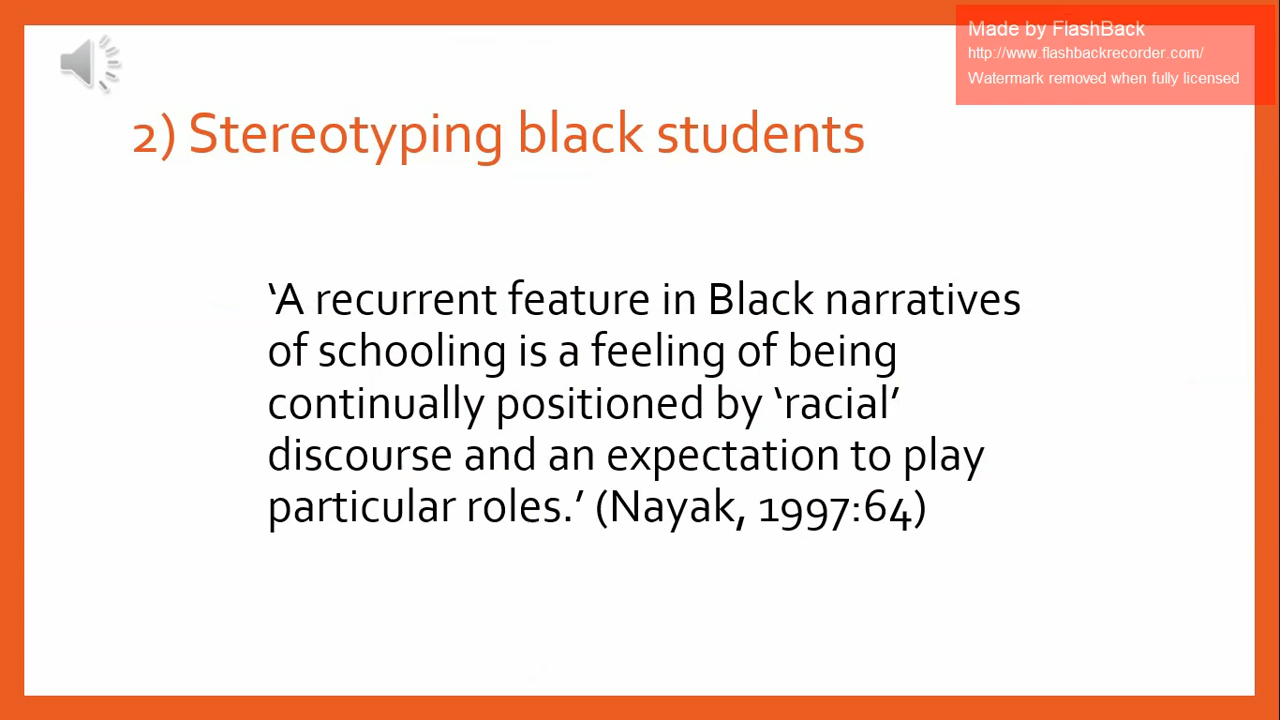 Made by FlashBack
http://www.flashbackrecorder.com/
Watermark removed when fully licensed
2) Stereotyping black students
‘A recurrent feature in Black narratives
of schooling is a feeling of being
continually positioned by ‘racial’
discourse and an expectation to play
particular roles.’ (Nayak, 1997:64)